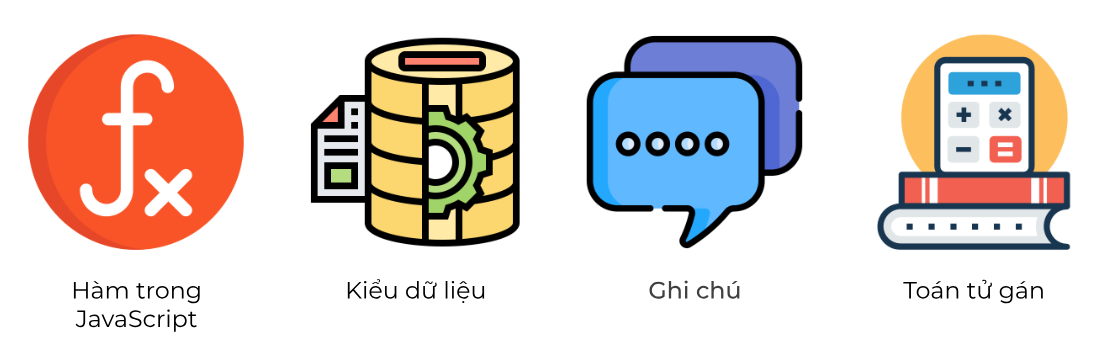 Hàm trong
JavaScript
Kiểu dữ liệu
Ghi chú
Toán tử gán